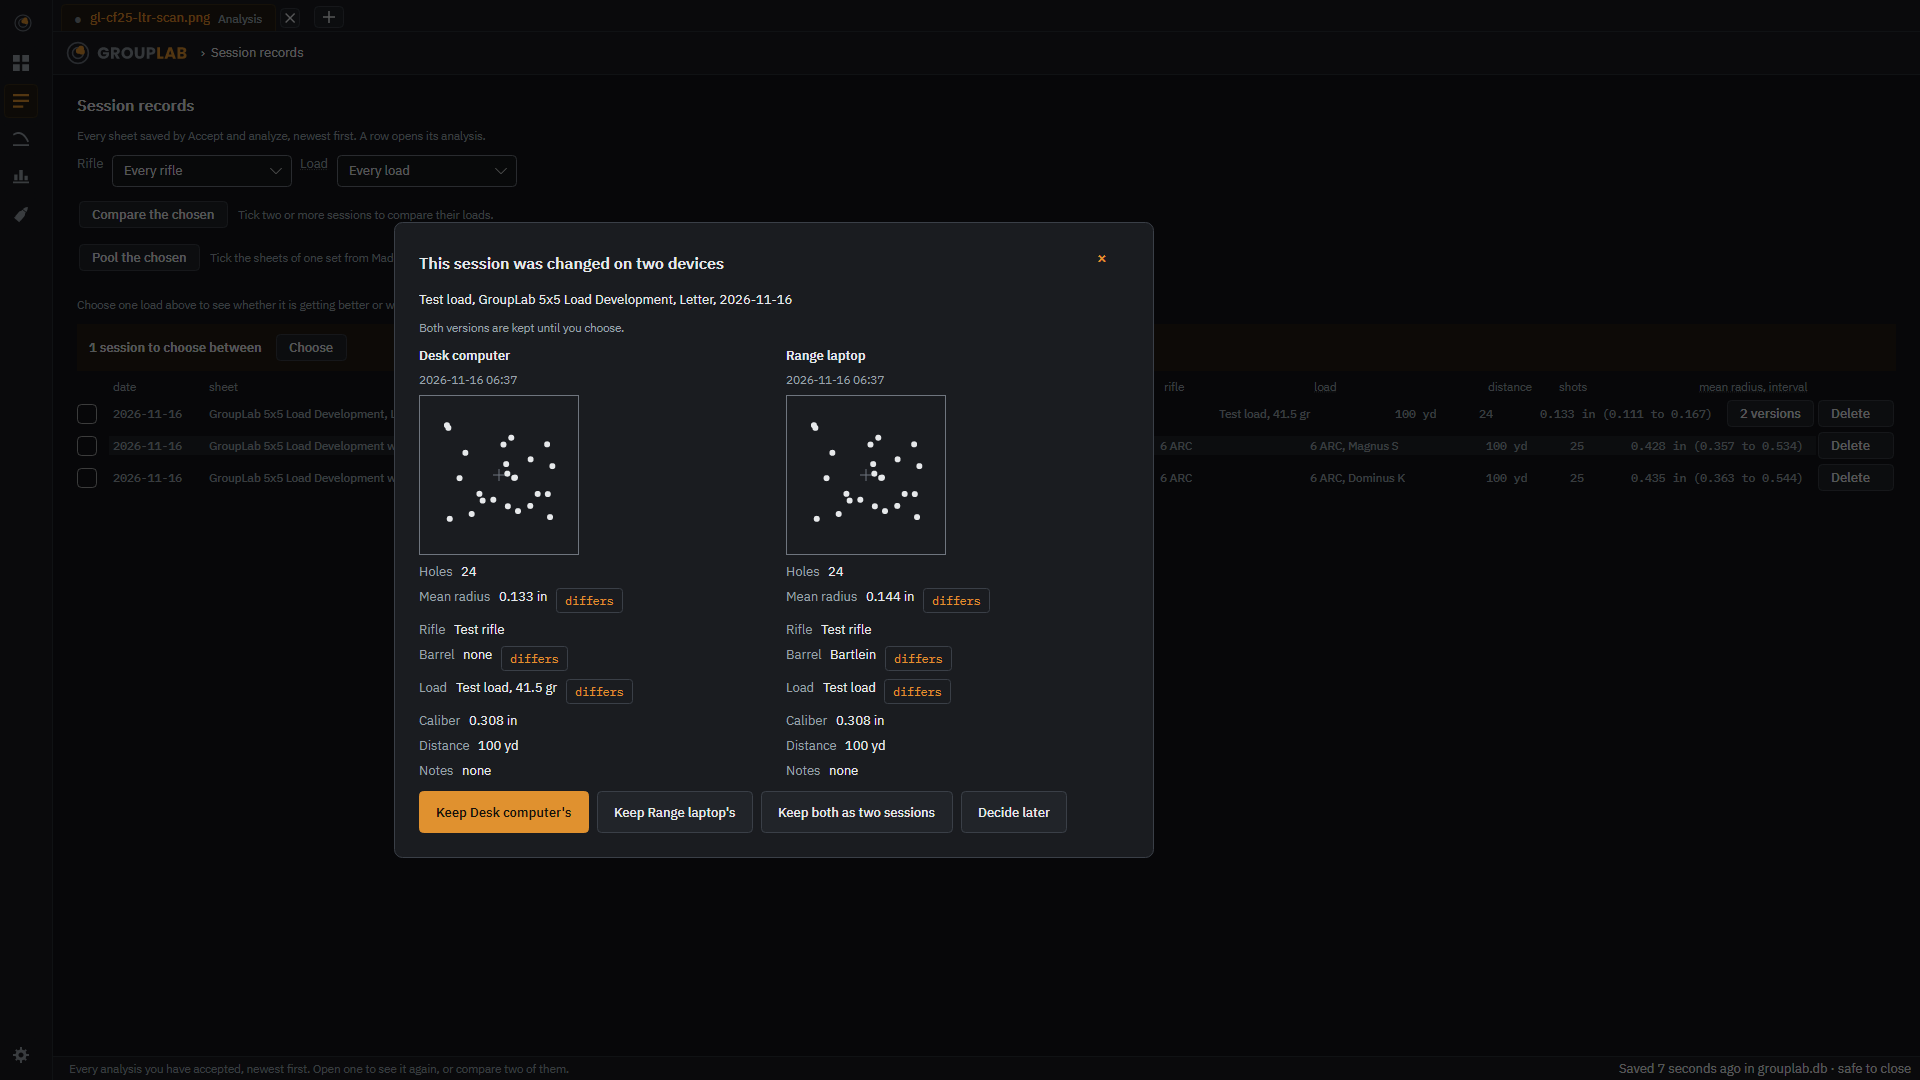 gl-cf25-ltr-scan.png Analysis
GROUPLAB › Session records
Session records
Every sheet saved by Accept and analyze, newest first. A row opens its analysis.
Rifle Every rifle Load Every load
Compare the chosen Tick two or more sessions to compare their loads.
Pool the chosen Tick the sheets of one set from Mad
Choose one load above to see whether it is getting better or w
1 session to choose between Choose
date sheet rifle load distance shots mean radius, interval
2026-11-16 GroupLab 5x5 Load Development, L Test load, 41.5 gr 100 yd 24 0.133 in (0.111 to 0.167) 2 versions Delete
2026-11-16 GroupLab 5x5 Load Development w 6 ARC 6 ARC, Magnus S 100 yd 25 0.428 in (0.357 to 0.534) Delete
2026-11-16 GroupLab 5x5 Load Development w 6 ARC 6 ARC, Dominus K 100 yd 25 0.435 in (0.363 to 0.544) Delete
This session was changed on two devices
Test load, GroupLab 5x5 Load Development, Letter, 2026-11-16
Both versions are kept until you choose.
Desk computer
2026-11-16 06:37
Holes 24
Mean radius 0.133 in differs
Rifle Test rifle
Barrel none differs
Load Test load, 41.5 gr differs
Caliber 0.308 in
Distance 100 yd
Notes none
Range laptop
2026-11-16 06:37
Holes 24
Mean radius 0.144 in differs
Rifle Test rifle
Barrel Bartlein differs
Load Test load differs
Caliber 0.308 in
Distance 100 yd
Notes none
Keep Desk computer's Keep Range laptop's Keep both as two sessions Decide later
Every analysis you have accepted, newest first. Open one to see it again, or compare two of them.
Saved 7 seconds ago in grouplab.db · safe to close